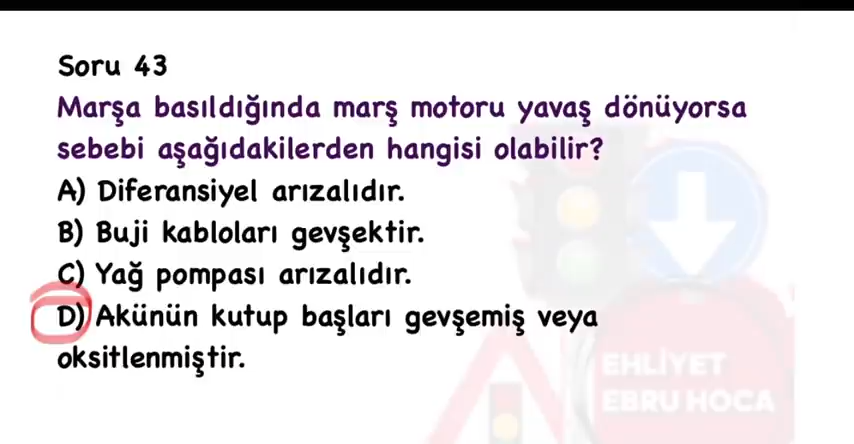 Soru 43
Marşa basıldığında marş motoru yavaş dönüyorsa
sebebi aşağıdakilerden hangisi olabilir?
A) Diferansiyel arızalıdır.
B) Buji kabloları gevşektir.
C) Yağ pompası arızalıdır.
D) Akünün kutup başları gevşemiş veya
oksitlenmiştir.
EHLİYET
EBRU HOCA